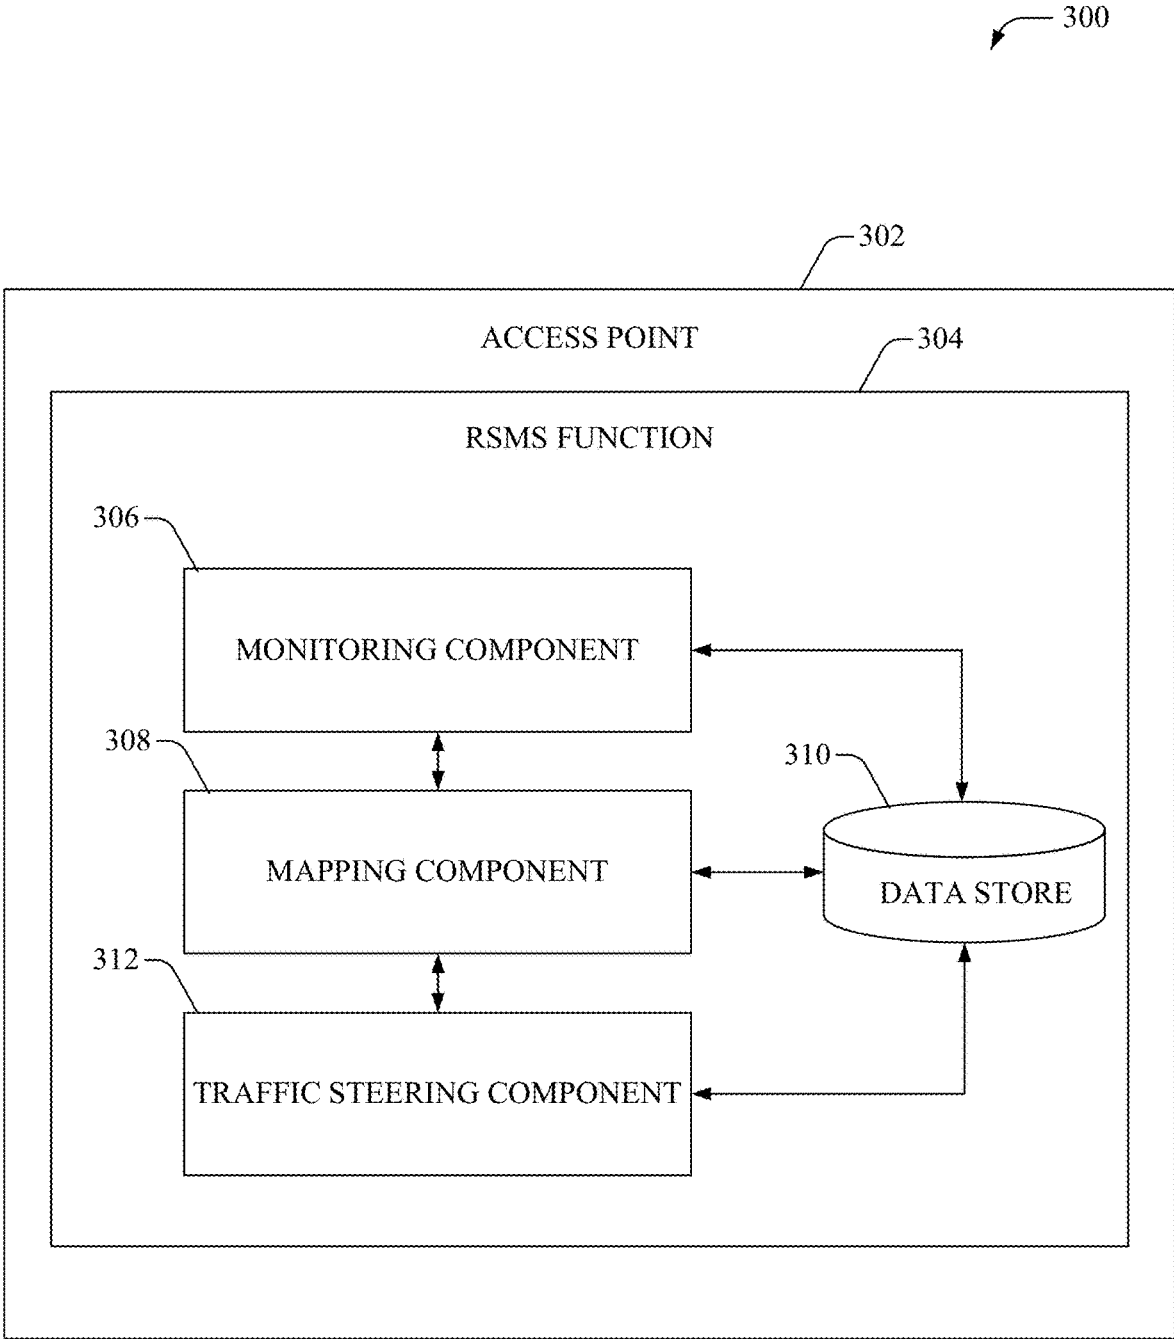 300
302
ACCESS POINT
304
RSMS FUNCTION
306
MONITORING COMPONENT
308
310
MAPPING COMPONENT
DATA STORE
312
TRAFFIC STEERING COMPONENT